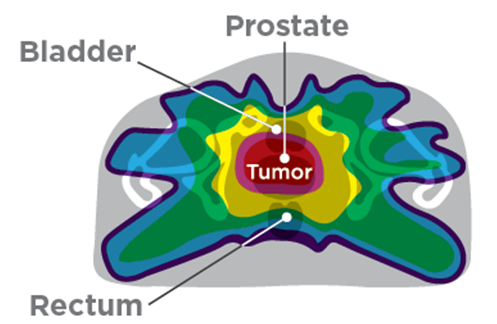 Prostate
Bladder
Tumor
Rectum